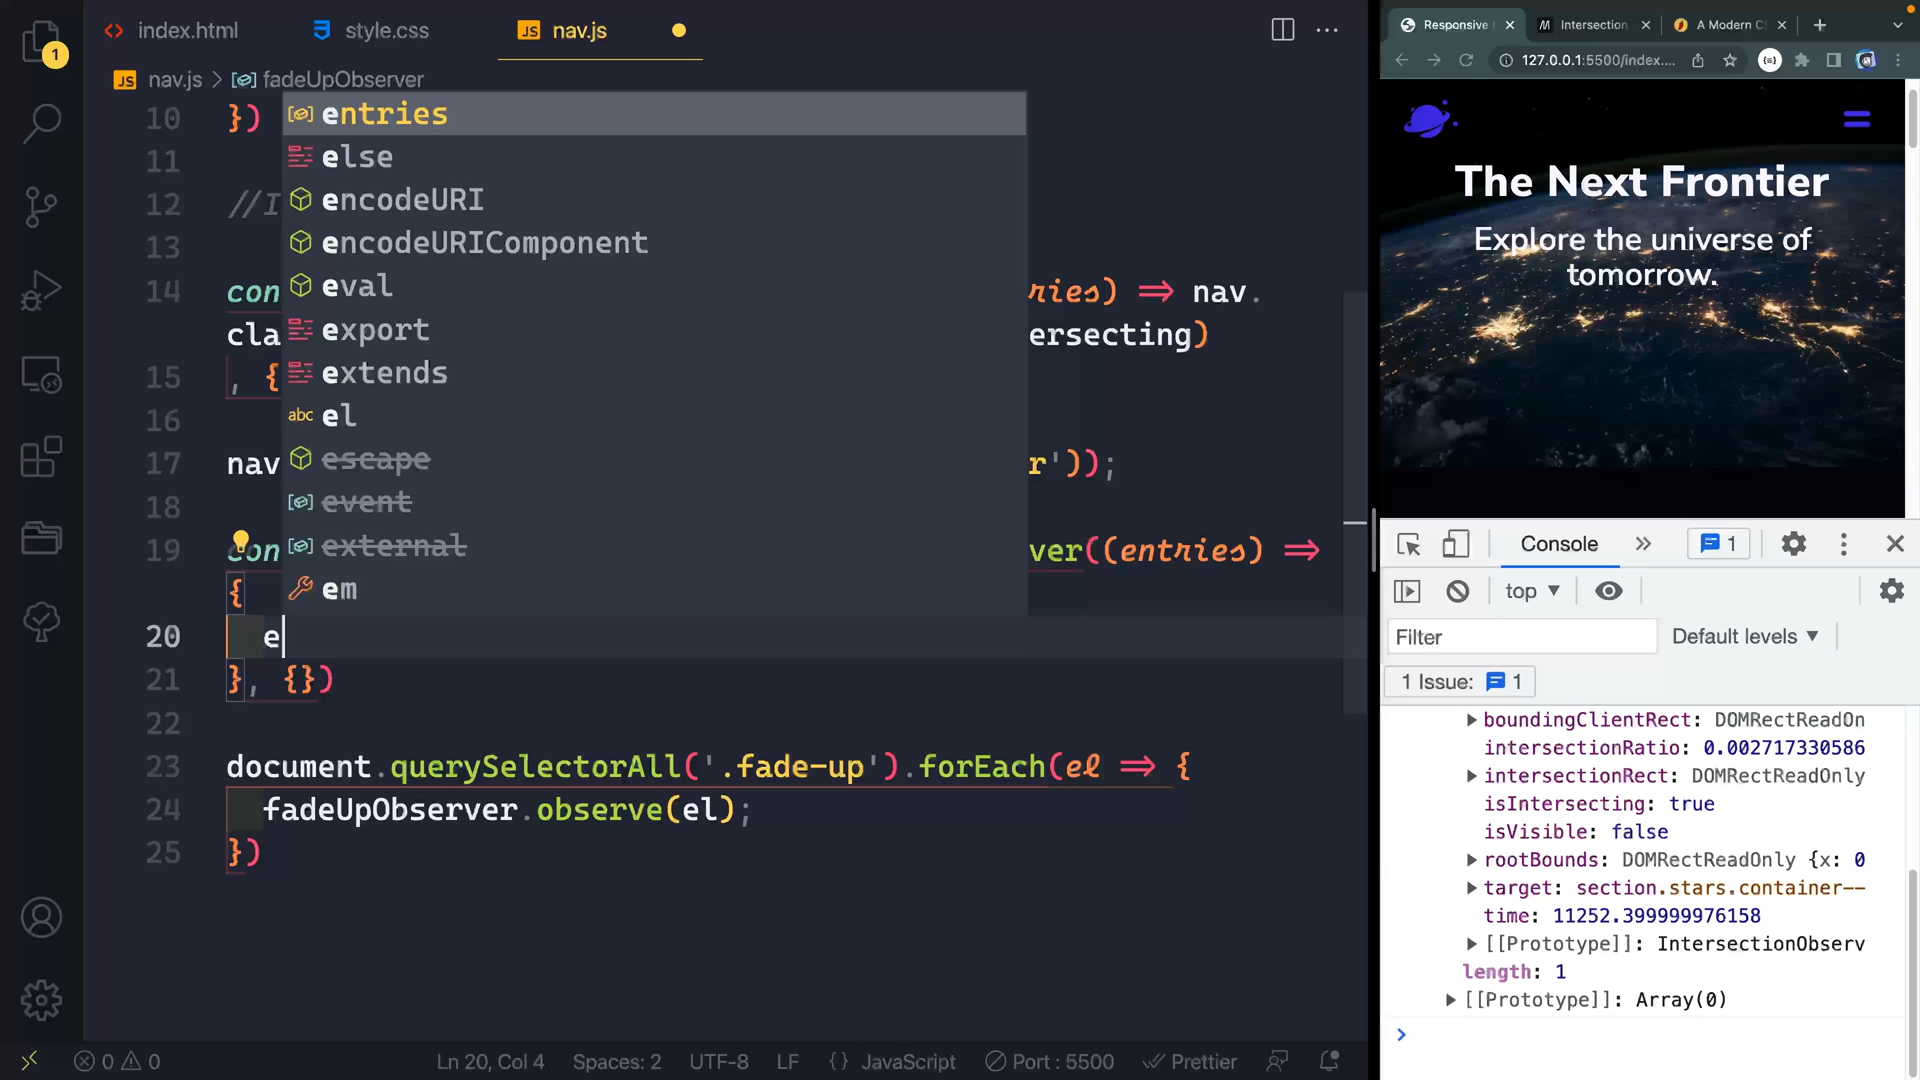 index.html
style.css
JS nav.js
1
JS nav.js > fadeUpObserver
10 })
entries
11
else
12 //I
encodeURI
13
encodeURIComponent
14 con
eval
ries) => nav.
cla
export
ersecting)
15 , {
extends
16
el
17 nav
escape
r'));
18
event
19 con
external
ver((entries) =>
{
em
20 e
21 }, {})
22
23 document.querySelectorAll('.fade-up').forEach(el => {
24 fadeUpObserver.observe(el);
25 })
0 0
Ln 20, Col 4
Spaces: 2
UTF-8
LF
{} JavaScript
Port : 5500
Prettier
Responsive
Intersection
A Modern C
127.0.0.1:5500/index....
The Next Frontier
Explore the universe of
tomorrow.
Console
1
top
Filter
Default levels
1 Issue: 1
boundingClientRect: DOMRectReadOn
intersectionRatio: 0.002717330586
intersectionRect: DOMRectReadOnly
isIntersecting: true
isVisible: false
rootBounds: DOMRectReadOnly {x: 0
target: section.stars.container--
time: 11252.399999976158
[[Prototype]]: IntersectionObserv
length: 1
[[Prototype]]: Array(0)